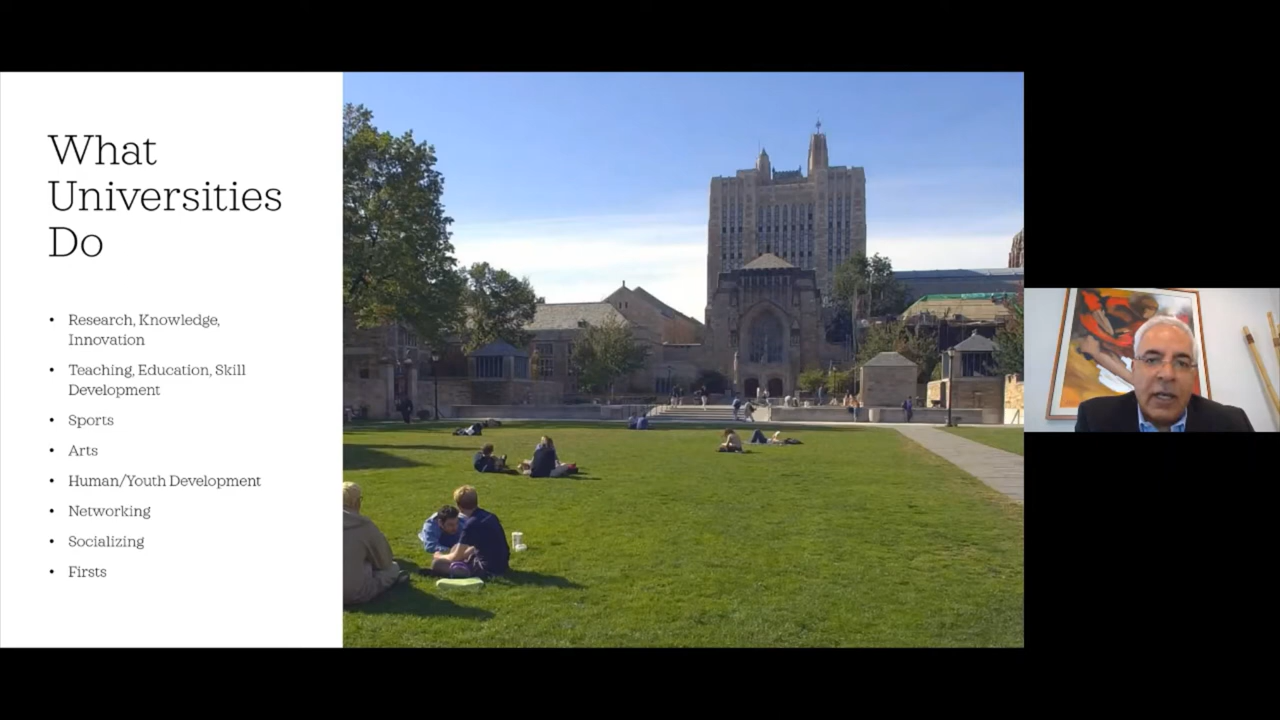 What
Universities
Do
• Research, Knowledge,
Innovation
• Teaching, Education, Skill
Development
• Sports
• Arts
• Human/Youth Development
• Networking
• Socializing
• Firsts